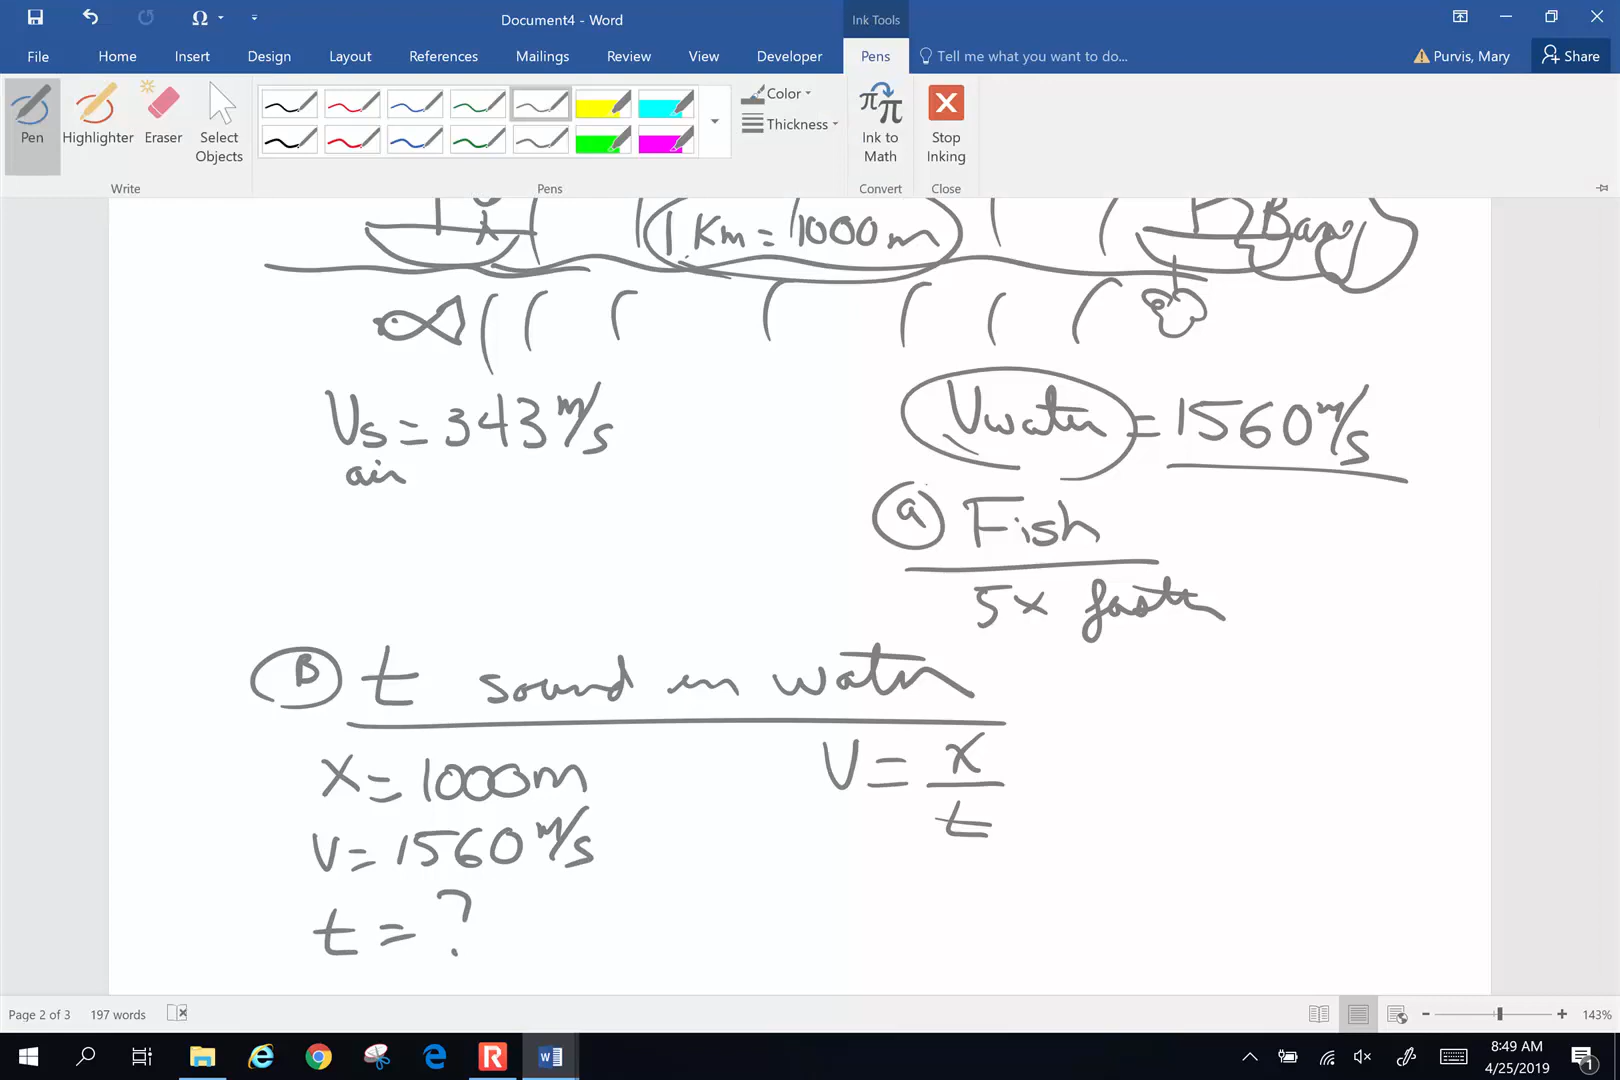 Document4 - Word
Ink Tools
File Home Insert Design Layout References Mailings Review View Developer Pens Tell me what you want to do... Purvis, Mary Share
Pen Highlighter Eraser Select Objects
Color
Thickness
Ink to Math
Stop Inking
Write Pens Convert Close
1 Km = 1000 m
Bang
Vs = 343 m/s
air
Vwater = 1560 m/s
a Fish
5x faster
B t sound in water
x = 1000m
V = x/t
V = 1560 m/s
t = ?
Page 2 of 3 197 words 143%
8:49 AM
4/25/2019
1